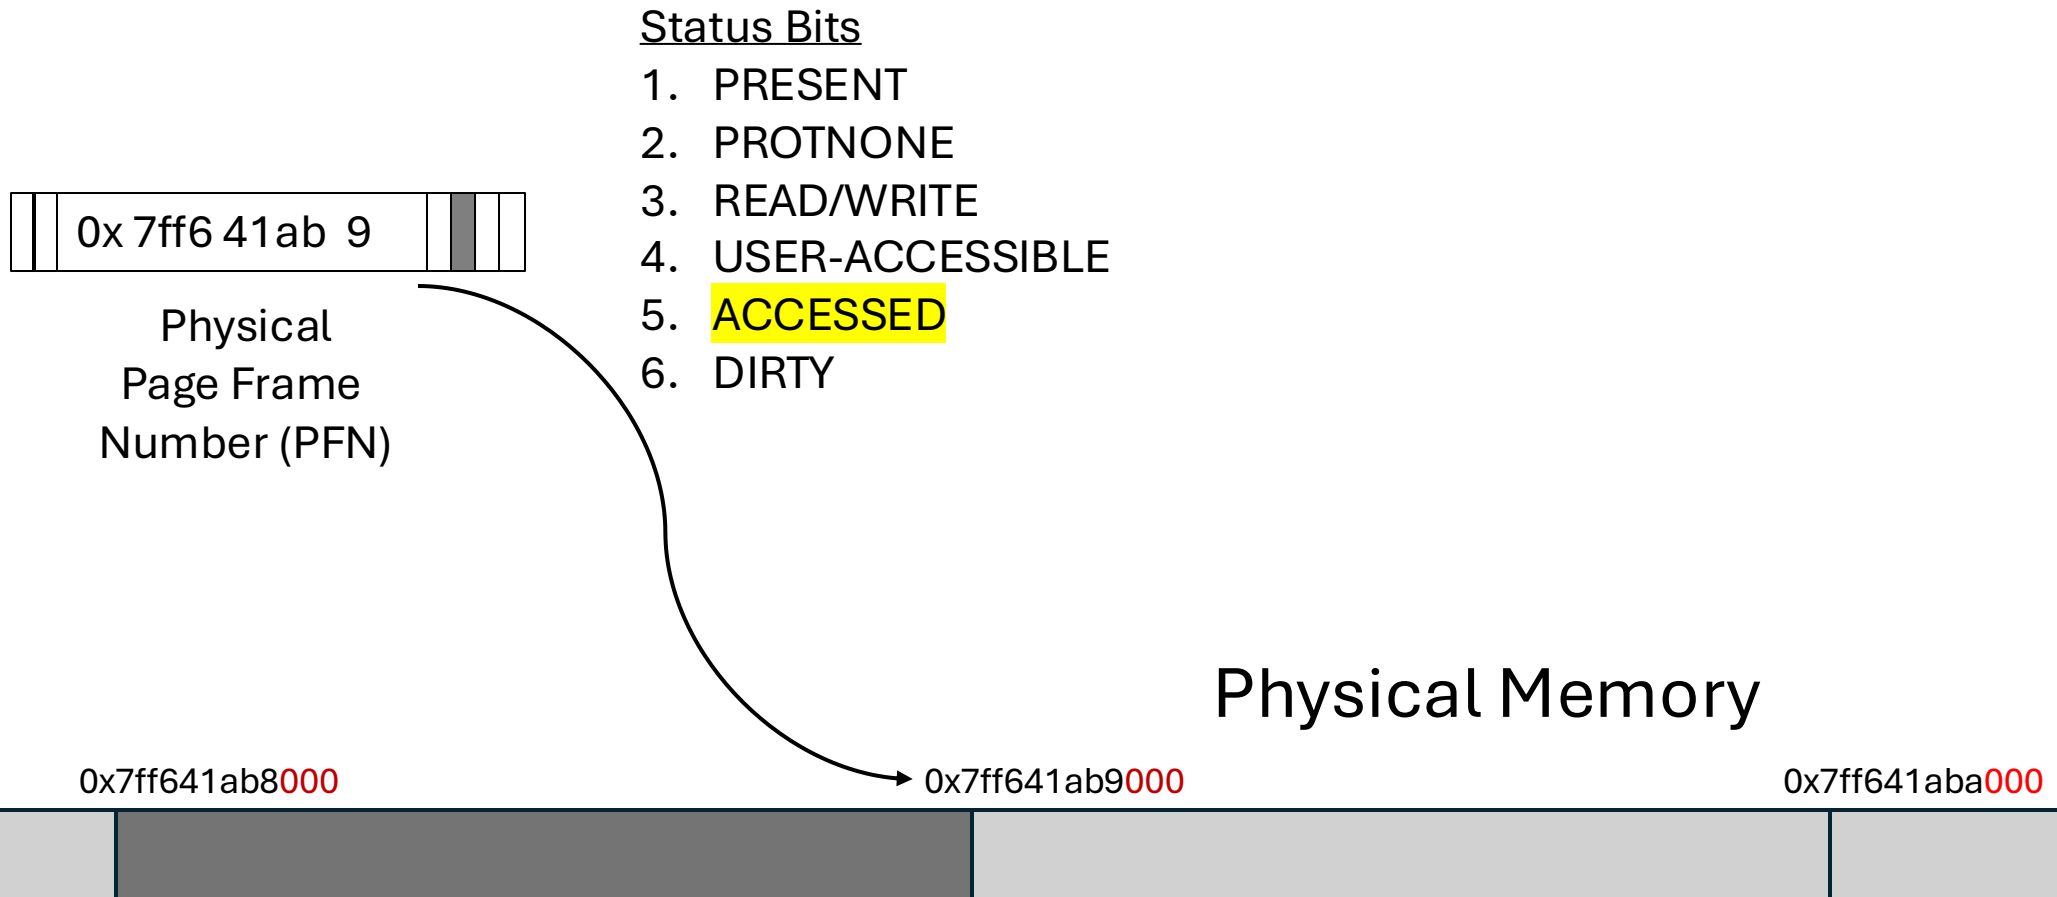 Status Bits
1. PRESENT
2. PROTNONE
3. READ/WRITE
4. USER-ACCESSIBLE
5. ACCESSED
6. DIRTY
0x 7ff6 41ab 9
Physical
Page Frame
Number (PFN)
Physical Memory
0x7ff641ab8000
0x7ff641ab9000
0x7ff641aba000